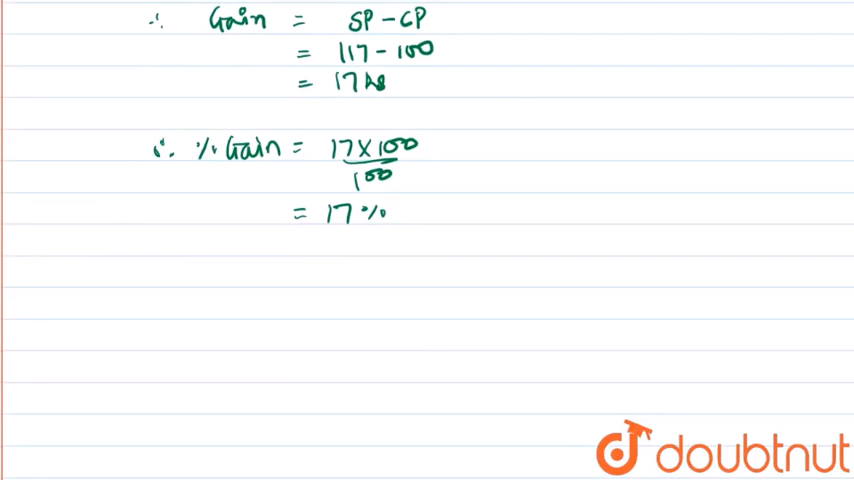 ∴ Gain = SP - CP
= 117 - 100
= 17 Rs
∴ % Gain = 17 × 100
100
= 17 %
doubtnut